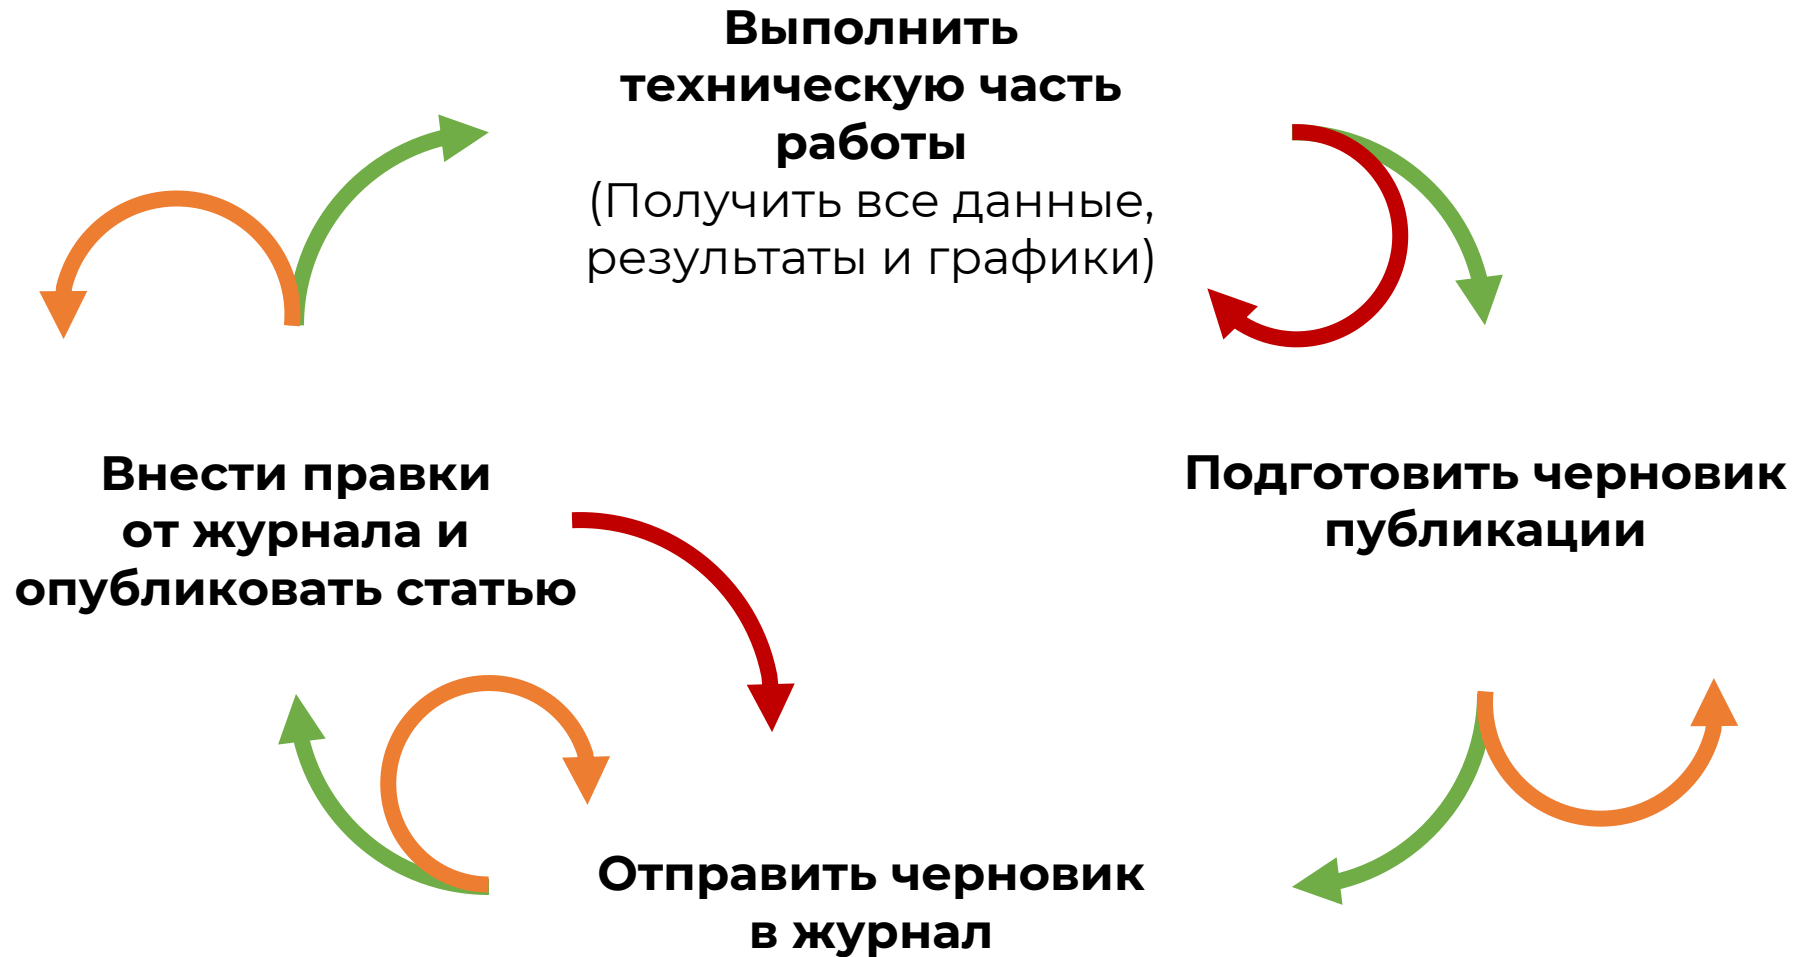 Выполнить
техническую часть
работы
(Получить все данные,
результаты и графики)
Внести правки
от журнала и
опубликовать статью
Подготовить черновик
публикации
Отправить черновик
в журнал